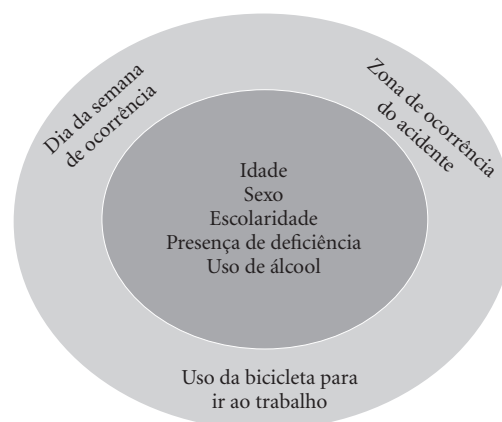 Dia da semana
de ocorrência
Zona de ocorrência
do acidente
Idade
Sexo
Escolaridade
Presença de deficiência
Uso de álcool
Uso da bicicleta para
ir ao trabalho